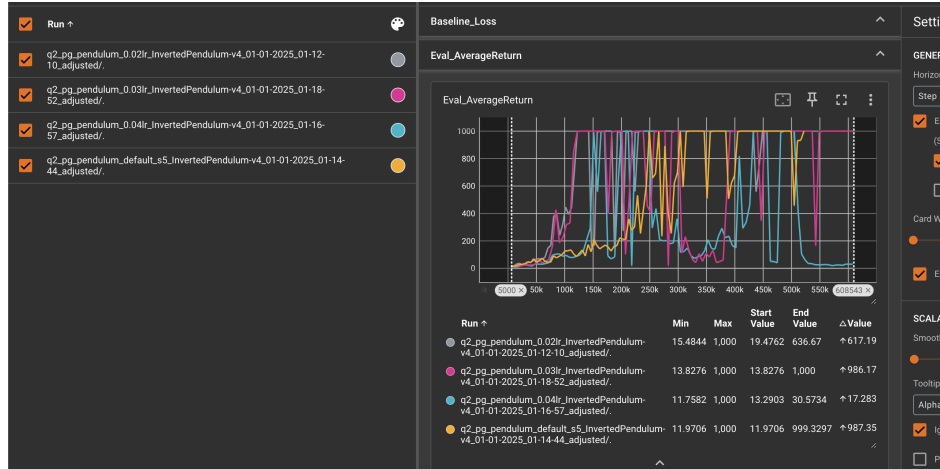 Run ↑
q2_pg_pendulum_0.02lr_InvertedPendulum-v4_01-01-2025_01-12-
10_adjusted/.
q2_pg_pendulum_0.03lr_InvertedPendulum-v4_01-01-2025_01-18-
52_adjusted/.
q2_pg_pendulum_0.04lr_InvertedPendulum-v4_01-01-2025_01-16-
57_adjusted/.
q2_pg_pendulum_default_s5_InvertedPendulum-v4_01-01-2025_01-14-
44_adjusted/.
Baseline_Loss
Eval_AverageReturn
Eval_AverageReturn
1000
800
600
400
200
0
5000 × 50k 100k 150k 200k 250k 300k 350k 400k 450k 500k 550k 608543 ×
Run ↑ Min Max Start Value End Value △Value
q2_pg_pendulum_0.02lr_InvertedPendulum- 15.4844 1,000 19.4762 636.67 ↑617.19
v4_01-01-2025_01-12-10_adjusted/.
q2_pg_pendulum_0.03lr_InvertedPendulum- 13.8276 1,000 13.8276 1,000 ↑986.17
v4_01-01-2025_01-18-52_adjusted/.
q2_pg_pendulum_0.04lr_InvertedPendulum- 11.7582 1,000 13.2903 30.5734 ↑17.283
v4_01-01-2025_01-16-57_adjusted/.
q2_pg_pendulum_default_s5_InvertedPendulum- 11.9706 1,000 11.9706 999.3297 ↑987.35
v4_01-01-2025_01-14-44_adjusted/.
Setti
GENER
Horizo
Step
E
(S
Card W
E
SCALA
Smoot
Tooltip
Alpha
Ig
P